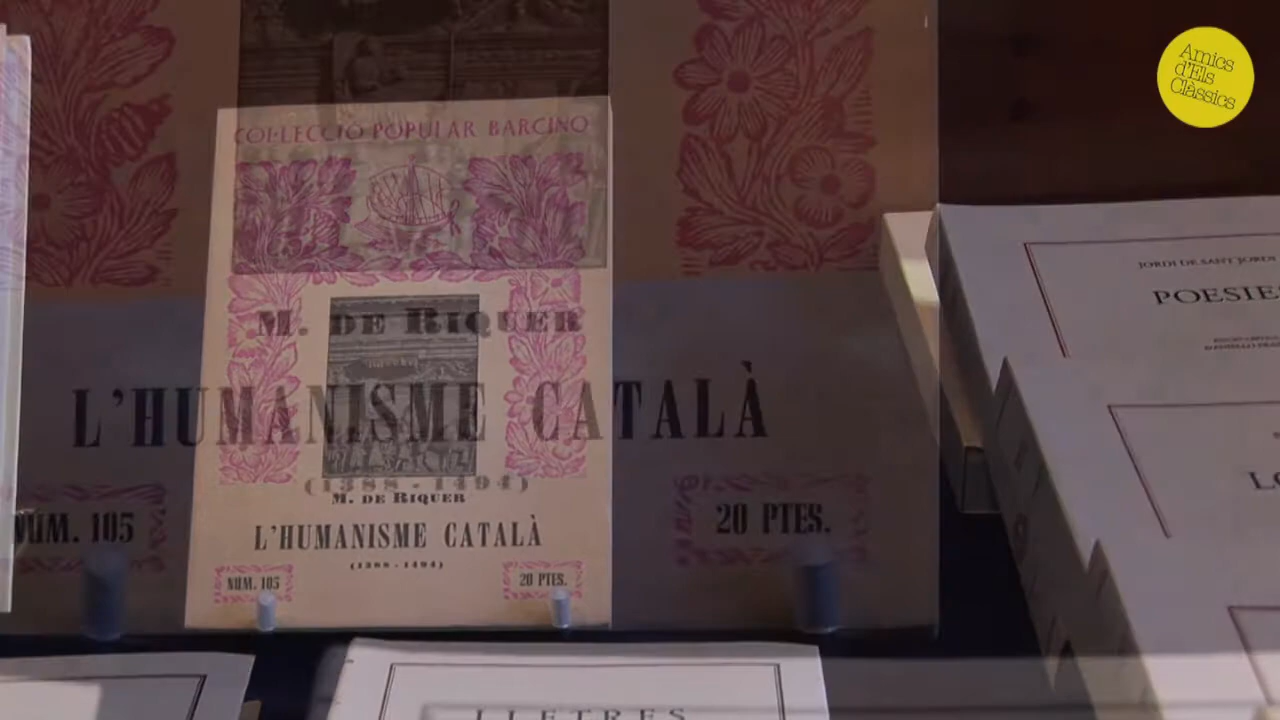 Amics
d'Els
Clàssics
COL·LECCIÓ POPULAR BARCINO
M. DE RIQUER
L'HUMANISME CATALÀ
(1388-1494)
NÚM. 105
20 PTES.
M. DE RIQUER
L'HUMANISME CATALÀ
(1388-1494)
NÚM. 105
20 PTES.
JORDI DE SANT JORDI
POESIE
LLETRES